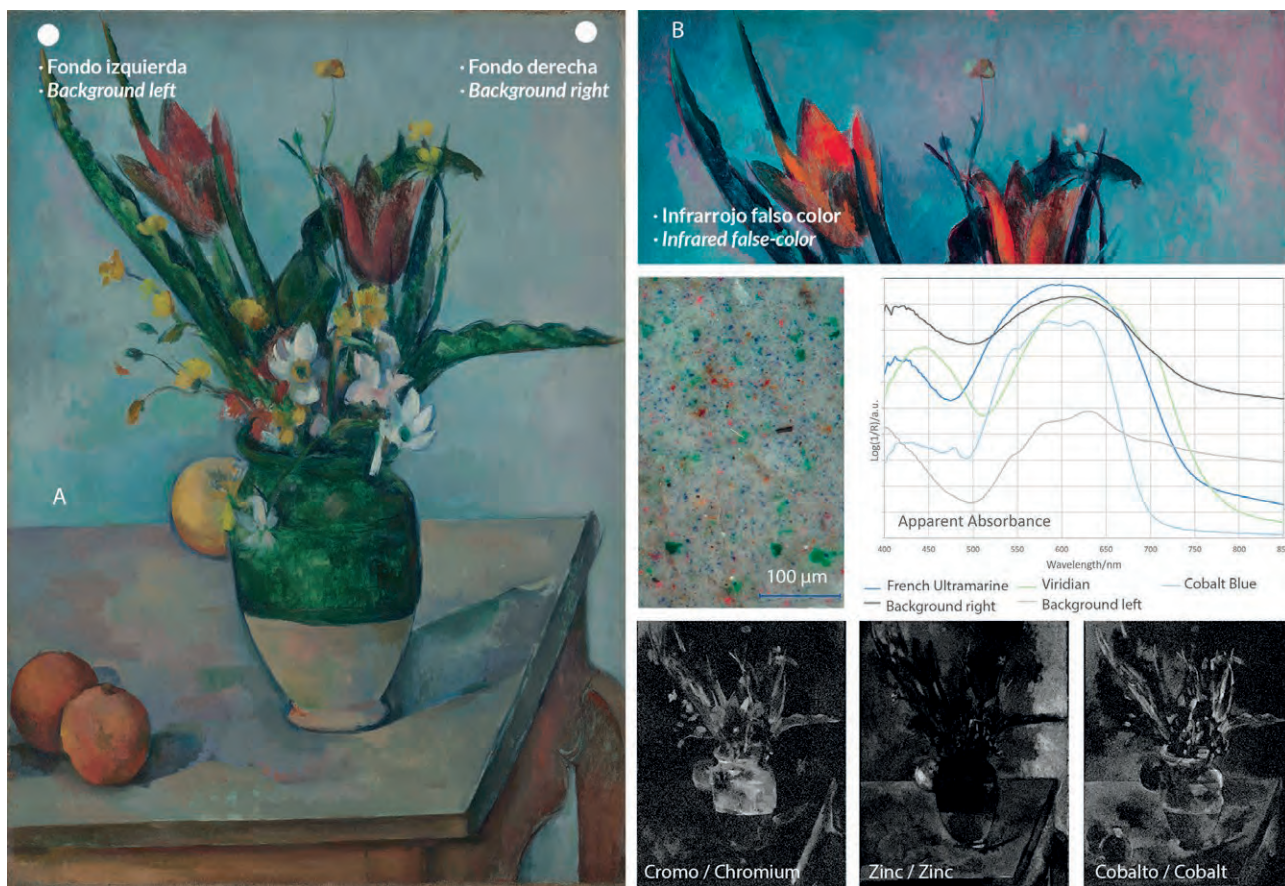 · Fondo izquierda
· Background left
· Fondo derecha
· Background right
A
B
· Infrarrojo falso color
· Infrared false-color
100 µm
Log(1/R)/a.u.
Apparent Absorbance
400 450 500 550 600 650 700 750 800 85
Wavelength/nm
French Ultramarine
Viridian
Cobalt Blue
Background right
Background left
Cromo / Chromium
Zinc / Zinc
Cobalto / Cobalt